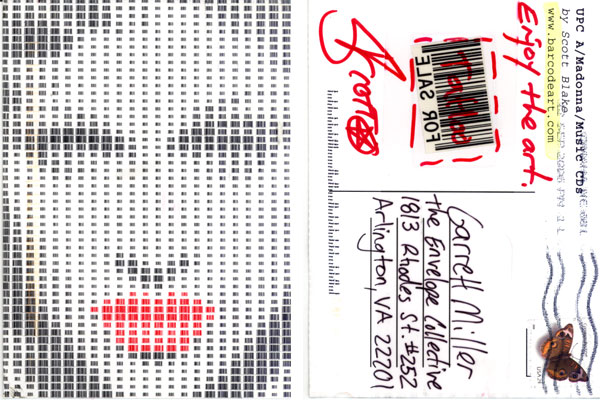 UPC A/Madonna/Music CDs
by Scott Blake
www.barcodeart.com
Enjoy the art.
FOR SALE
Scott
Garrett Miller
the Envelope Collective
1813 Rhodes St. #252
Arlington, VA 22201